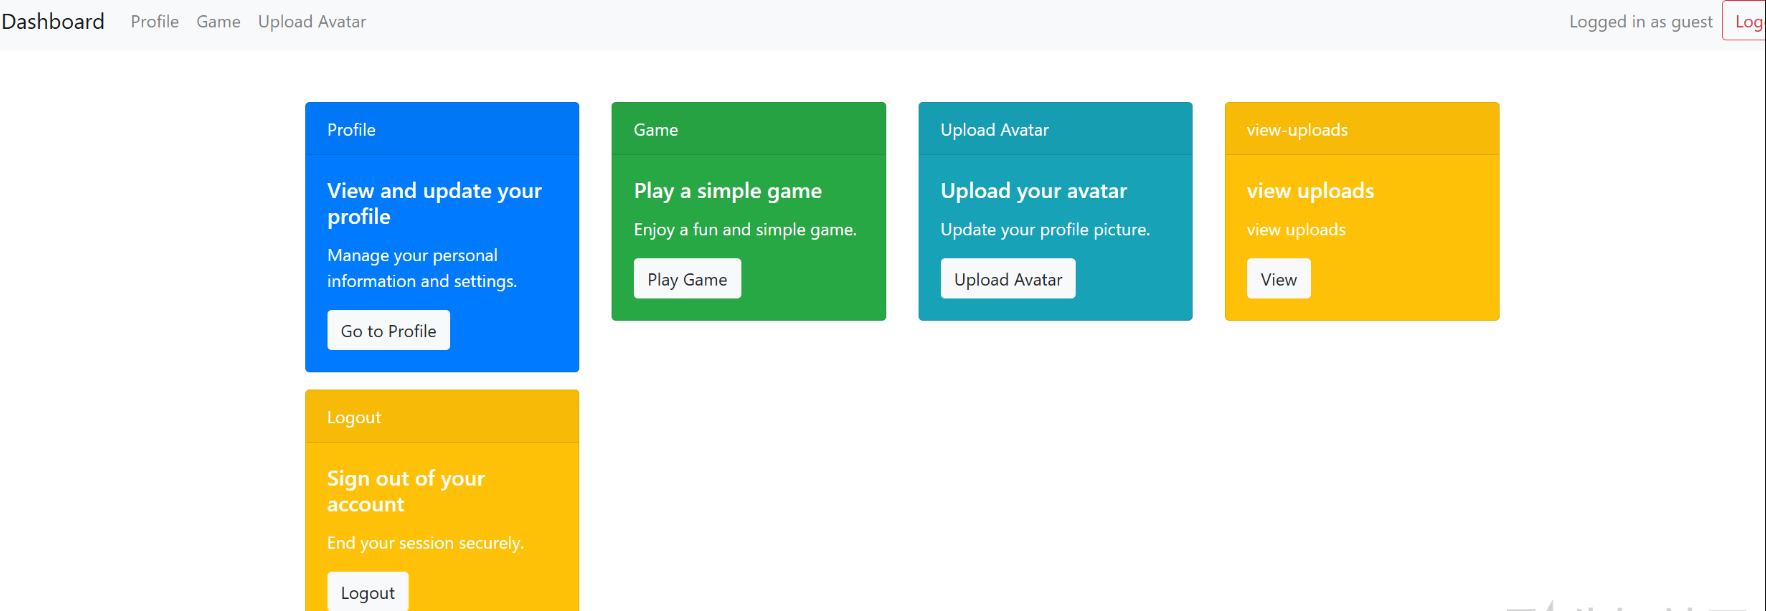 Dashboard Profile Game Upload Avatar Logged in as guest
Profile
View and update your
profile
Manage your personal
information and settings.
Go to Profile
Game
Play a simple game
Enjoy a fun and simple game.
Play Game
Upload Avatar
Upload your avatar
Update your profile picture.
Upload Avatar
view-uploads
view uploads
view uploads
View
Logout
Sign out of your
account
End your session securely.
Logout